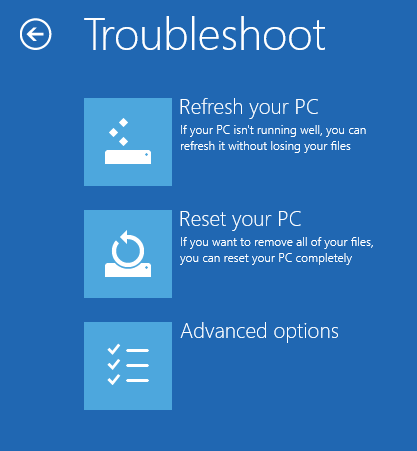 Troubleshoot
Refresh your PC
If your PC isn't running well, you can
refresh it without losing your files
Reset your PC
If you want to remove all of your files,
you can reset your PC completely
Advanced options